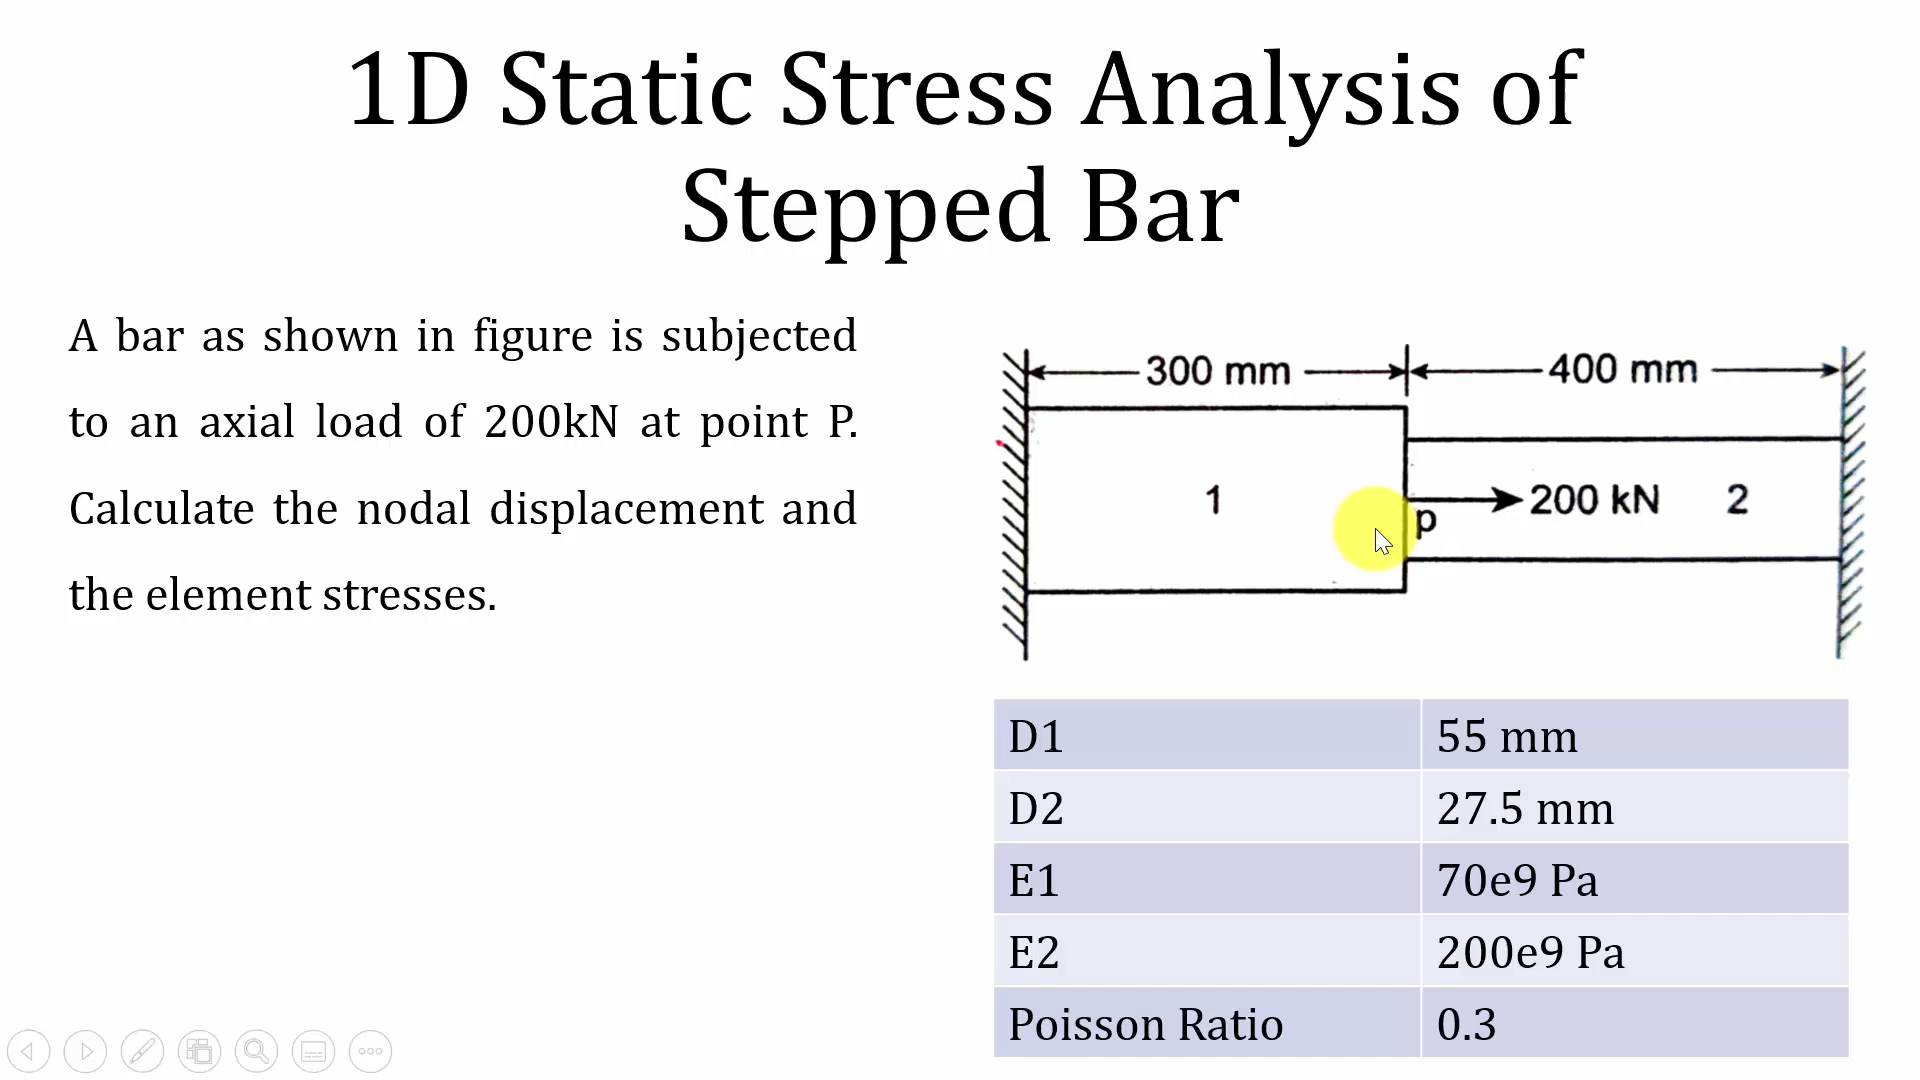 1D Static Stress Analysis of
Stepped Bar
A bar as shown in figure is subjected
to an axial load of 200kN at point P.
Calculate the nodal displacement and
the element stresses.
300 mm 400 mm
1 200 kN 2
p
D1 55 mm
D2 27.5 mm
E1 70e9 Pa
E2 200e9 Pa
Poisson Ratio 0.3